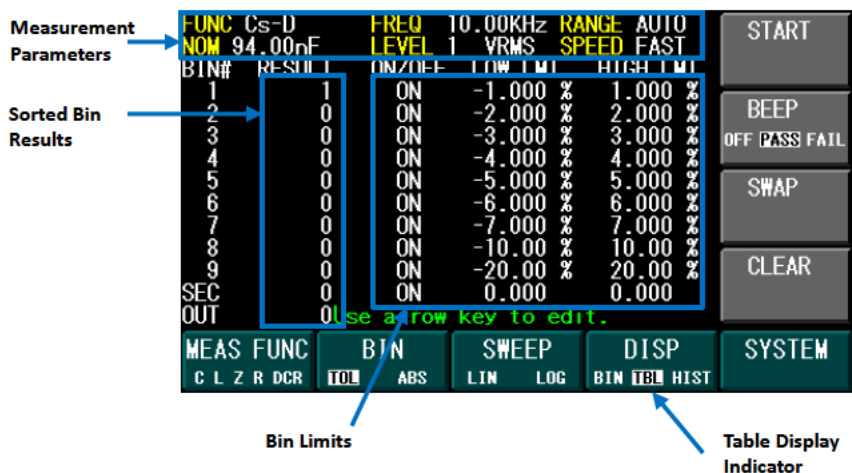 Measurement
Parameters
Sorted Bin
Results
FUNC Cs-D FREQ 10.00KHz RANGE AUTO
NOM 94.00nF LEVEL 1 VRMS SPEED FAST
BIN# RESULT ON/OFF LOW LMT HIGH LMT
1 1 ON -1.000 % 1.000 %
2 0 ON -2.000 % 2.000 %
3 0 ON -3.000 % 3.000 %
4 0 ON -4.000 % 4.000 %
5 0 ON -5.000 % 5.000 %
6 0 ON -6.000 % 6.000 %
7 0 ON -7.000 % 7.000 %
8 0 ON -10.00 % 10.00 %
9 0 ON -20.00 % 20.00 %
SEC 0 ON 0.000 0.000
OUT 0 Use arrow key to edit.
START
BEEP
OFF PASS FAIL
SWAP
CLEAR
MEAS FUNC BIN SWEEP DISP SYSTEM
C L Z R DCR TOL ABS LIN LOG BIN TBL HIST
Bin Limits
Table Display
Indicator